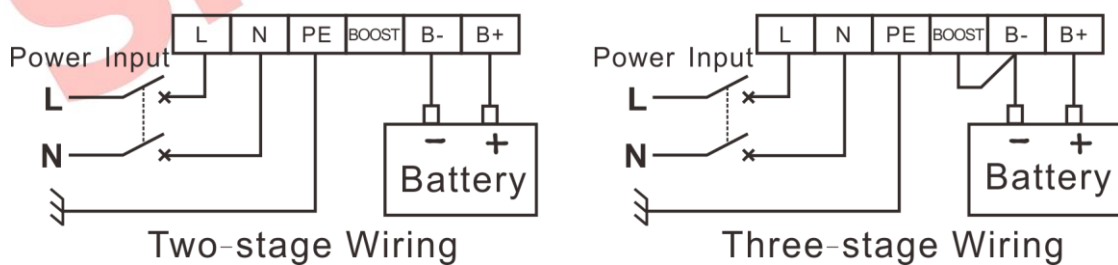 L N PE BOOST B- B+
Power Input
L
N
- +
Battery
Two-stage Wiring
L N PE BOOST B- B+
Power Input
L
N
- +
Battery
Three-stage Wiring